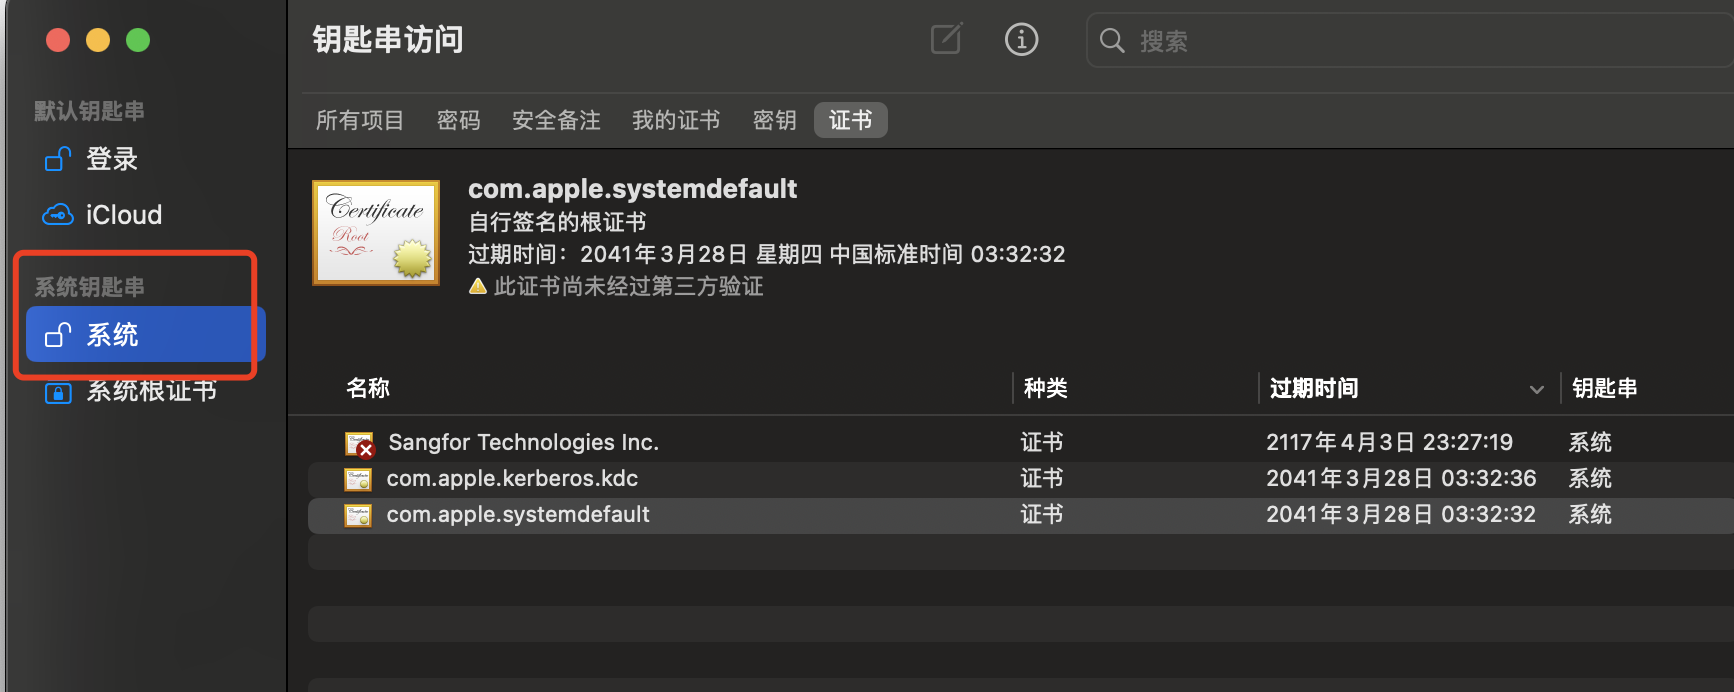 钥匙串访问
搜索
默认钥匙串
登录
iCloud
系统钥匙串
系统
系统根证书
所有项目 密码 安全备注 我的证书 密钥 证书
Certificate
Root
com.apple.systemdefault
自行签名的根证书
过期时间：2041年3月28日 星期四 中国标准时间 03:32:32
此证书尚未经过第三方验证
名称 种类 过期时间 钥匙串
Sangfor Technologies Inc. 证书 2117年4月3日 23:27:19 系统
com.apple.kerberos.kdc 证书 2041年3月28日 03:32:36 系统
com.apple.systemdefault 证书 2041年3月28日 03:32:32 系统